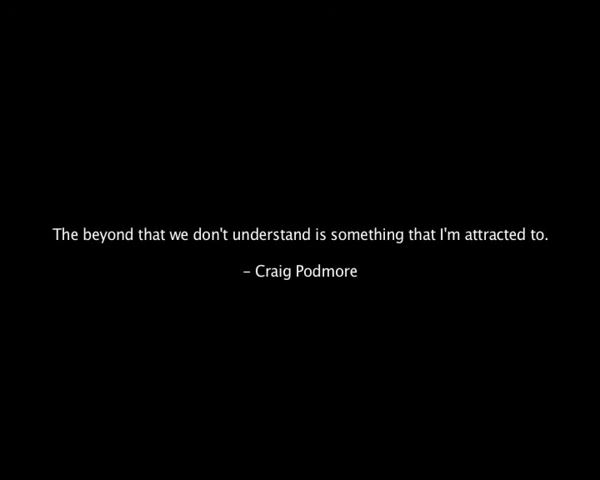 The beyond that we don't understand is something that I'm attracted to.
– Craig Podmore